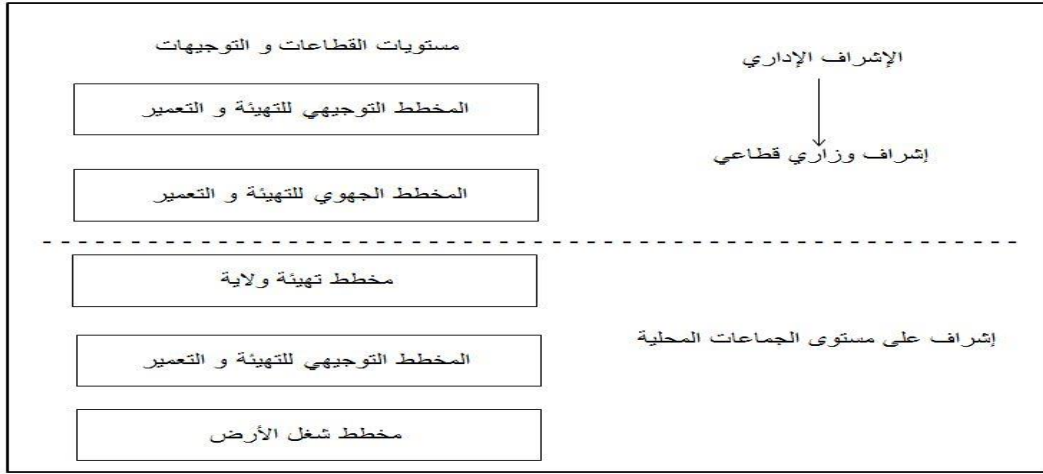 مستويات القطاعات و التوجيهات
الإشراف الإداري
المخطط التوجيهي للتهيئة و التعمير
إشراف وزاري قطاعي
المخطط الجهوي للتهيئة و التعمير
مخطط تهيئة ولاية
إشراف على مستوى الجماعات المحلية
المخطط التوجيهي للتهيئة و التعمير
مخطط شغل الأرض